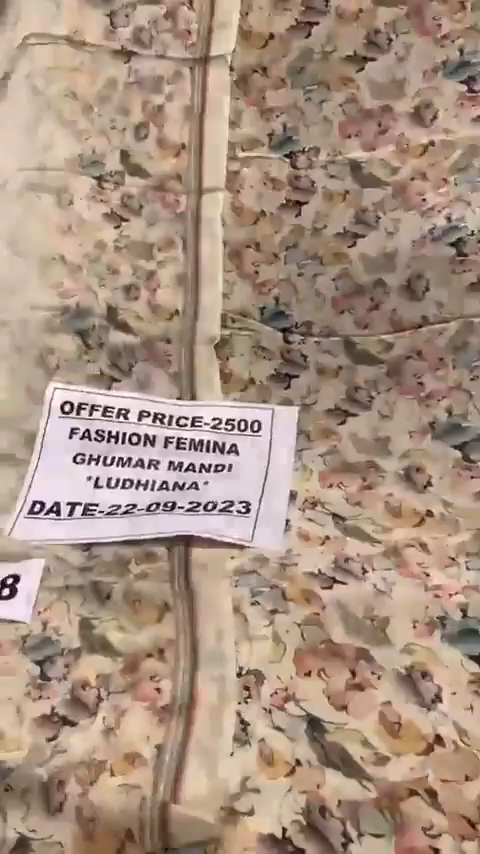 OFFER PRICE-2500
FASHION FEMINA
GHUMAR MANDI
*LUDHIANA*
DATE-22-09-2023
8